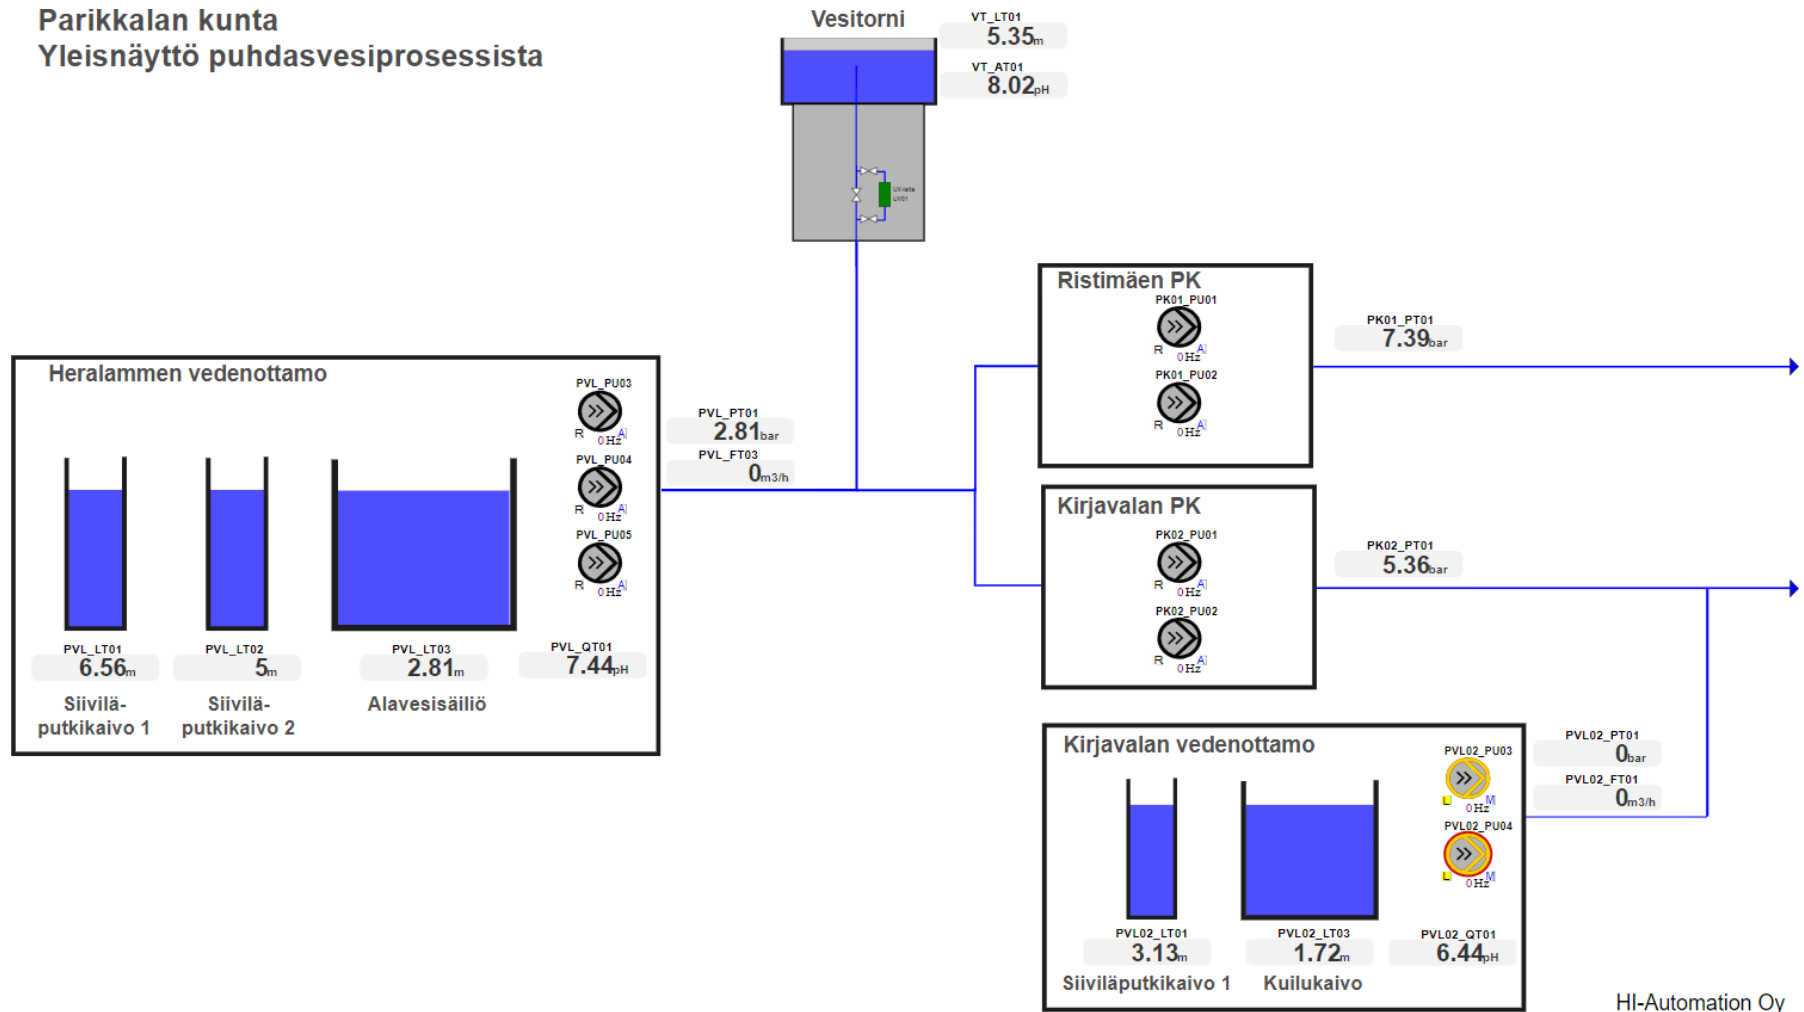 Parikkalan kunta
Yleisnäyttö puhdasvesiprosessista
Vesitorni
VT_LT01
5.35m
VT_AT01
8.02pH
UV-laite
UV01
Ristimäen PK
PK01_PU01
R 0Hz A
PK01_PU02
R 0Hz A
PK01_PT01
7.39bar
Heralammen vedenottamo
PVL_PU03
R 0Hz A
PVL_PU04
R 0Hz A
PVL_PU05
R 0Hz A
PVL_PT01
2.81bar
PVL_FT03
0m3/h
PVL_LT01
6.56m
Siivilä-
putkikaivo 1
PVL_LT02
5m
Siivilä-
putkikaivo 2
PVL_LT03
2.81m
Alavesisäiliö
PVL_QT01
7.44pH
Kirjavalan PK
PK02_PU01
R 0Hz A
PK02_PU02
R 0Hz A
PK02_PT01
5.36bar
Kirjavalan vedenottamo
PVL02_PU03
L 0Hz M
PVL02_PU04
L 0Hz M
PVL02_PT01
0bar
PVL02_FT01
0m3/h
PVL02_LT01
3.13m
Siiviläputkikaivo 1
PVL02_LT03
1.72m
Kuilukaivo
PVL02_QT01
6.44pH
HI-Automation Oy